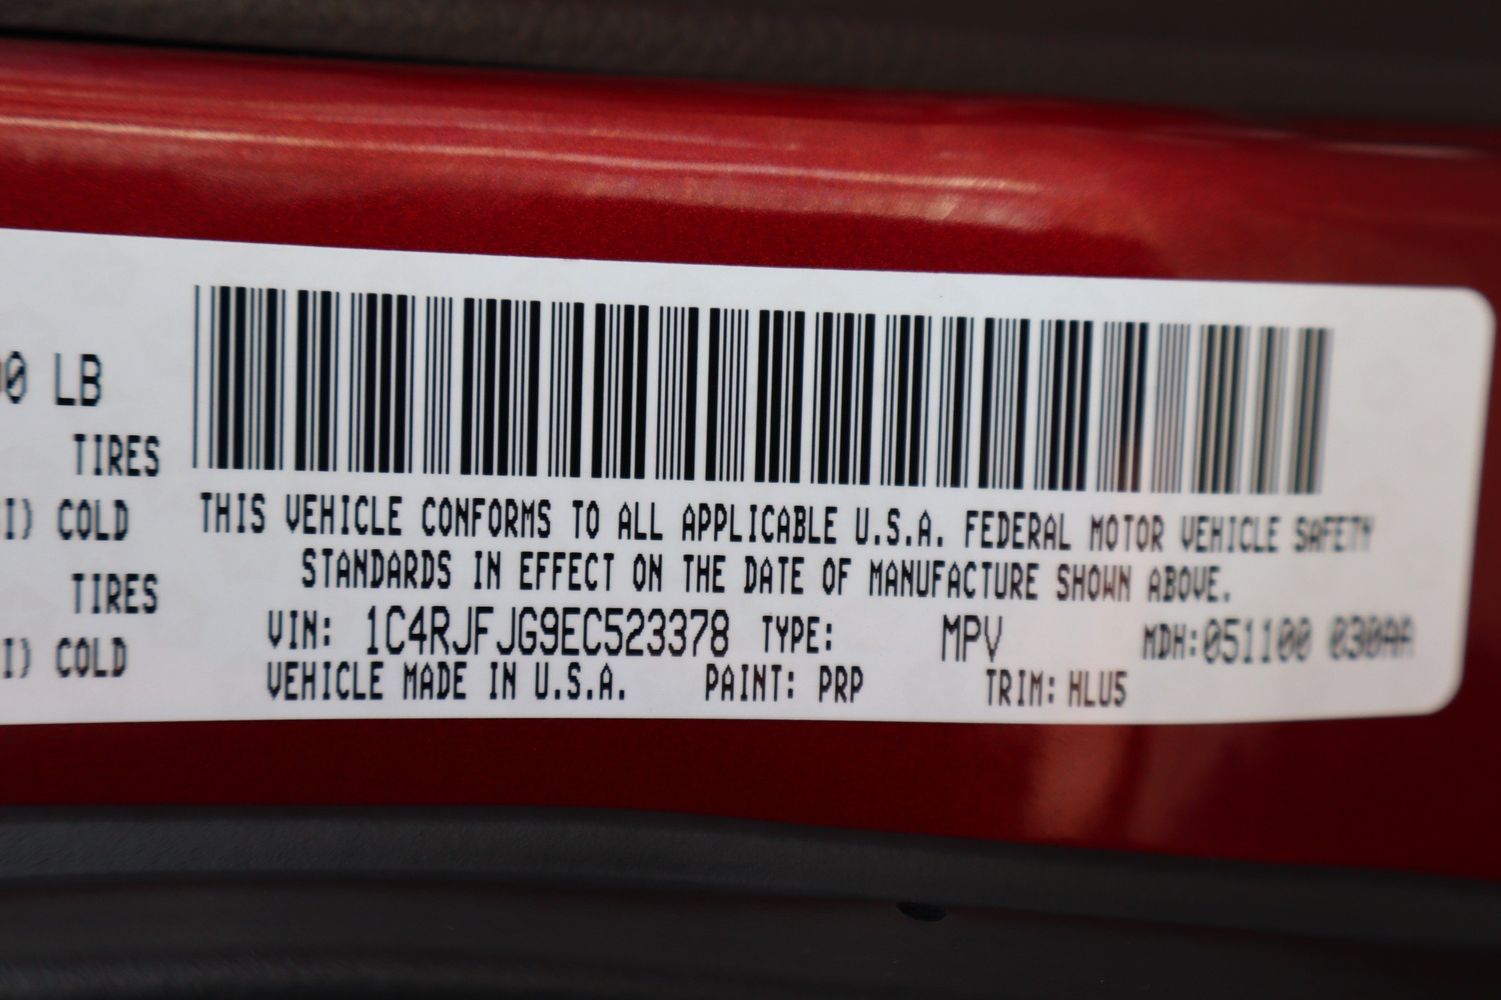 0 LB
TIRES
I) COLD
TIRES
I) COLD
THIS VEHICLE CONFORMS TO ALL APPLICABLE U.S.A. FEDERAL MOTOR VEHICLE SAFETY
STANDARDS IN EFFECT ON THE DATE OF MANUFACTURE SHOWN ABOVE.
VIN: 1C4RJFJG9EC523378 TYPE: MPV MDH:051100 030AA
VEHICLE MADE IN U.S.A. PAINT: PRP TRIM: HLU5